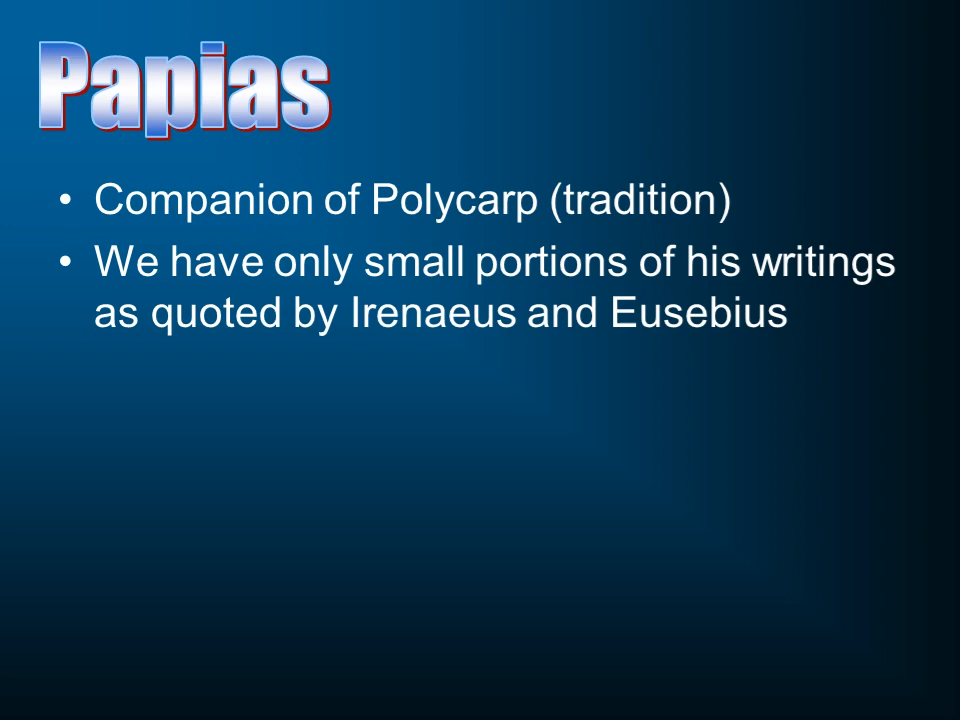 Papias
• Companion of Polycarp (tradition)
• We have only small portions of his writings
as quoted by Irenaeus and Eusebius